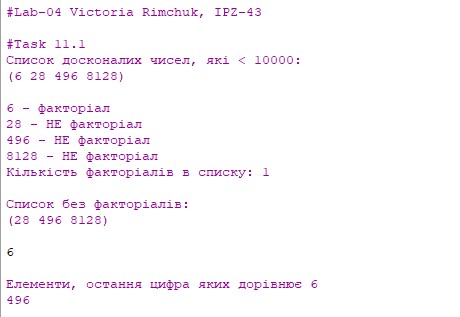 #Lab-04 Victoria Rimchuk, IPZ-43
#Task 11.1
Список досконалих чисел, які < 10000:
(6 28 496 8128)
6 - факторіал
28 - НЕ факторіал
496 - НЕ факторіал
8128 - НЕ факторіал
Кількість факторіалів в списку: 1
Список без факторіалів:
(28 496 8128)
6
Елементи, остання цифра яких дорівнює 6
496